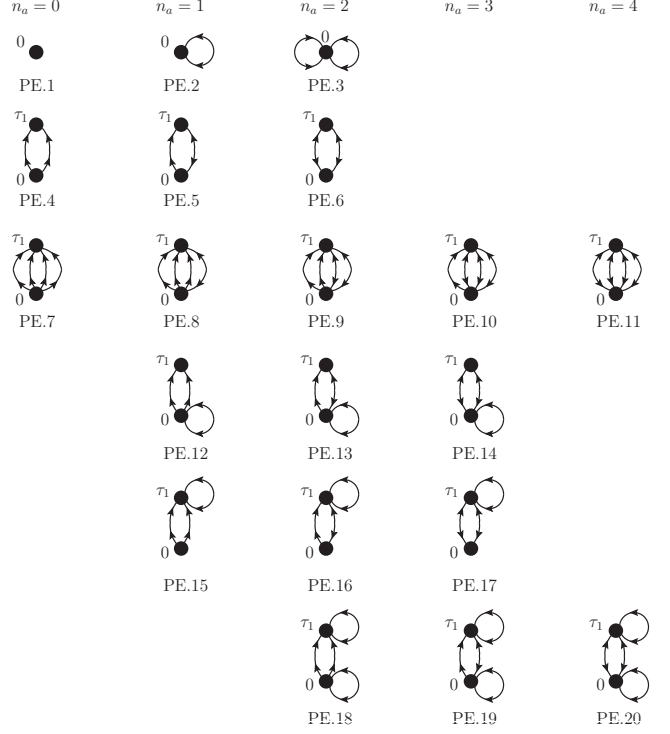 n_a = 0 n_a = 1 n_a = 2 n_a = 3 n_a = 4
0 0 0
PE.1 PE.2 PE.3
τ₁ τ₁ τ₁
0 0 0
PE.4 PE.5 PE.6
τ₁ τ₁ τ₁ τ₁ τ₁
0 0 0 0 0
PE.7 PE.8 PE.9 PE.10 PE.11
τ₁ τ₁ τ₁
0 0 0
PE.12 PE.13 PE.14
τ₁ τ₁ τ₁
0 0 0
PE.15 PE.16 PE.17
τ₁ τ₁ τ₁
0 0 0
PE.18 PE.19 PE.20